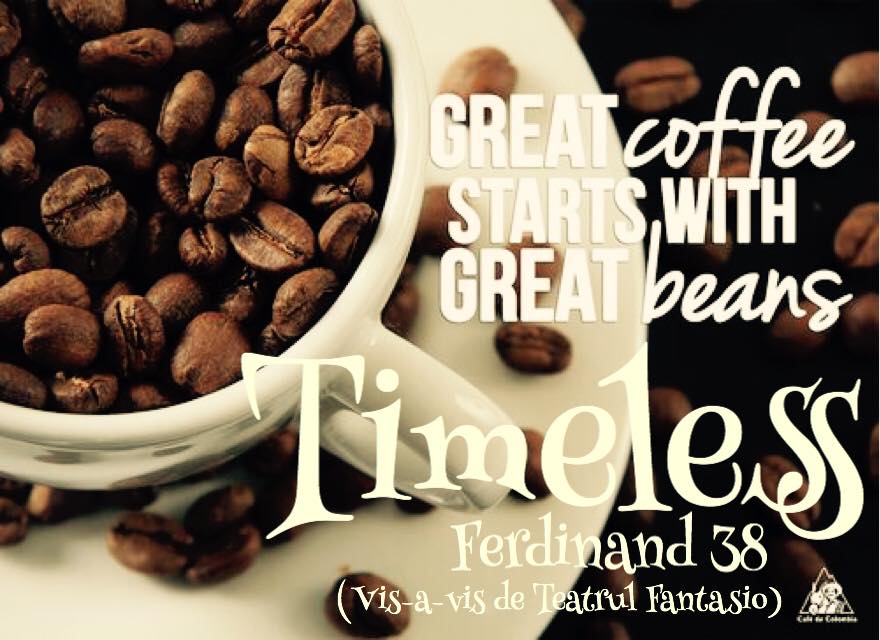 GREAT coffee
STARTS WITH
GREAT beans
Timeless
Ferdinand 38
(Vis-a-vis de Teatrul Fantasio)
Café de Colombia